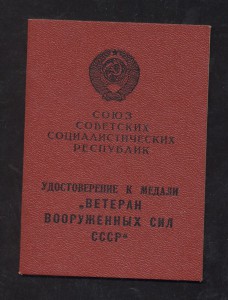 СОЮЗ
СОВЕТСКИХ
СОЦИАЛИСТИЧЕСКИХ
РЕСПУБЛИК
УДОСТОВЕРЕНИЕ К МЕДАЛИ
„ВЕТЕРАН
ВООРУЖЕННЫХ СИЛ
СССР“